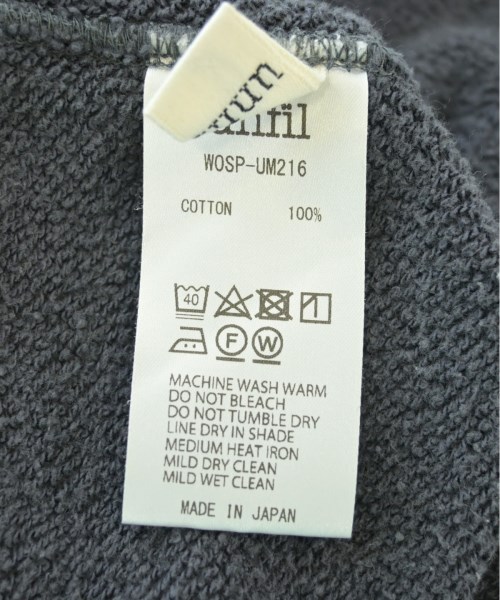 WOSP-UM216
COTTON 100%
40
F W
MACHINE WASH WARM
DO NOT BLEACH
DO NOT TUMBLE DRY
LINE DRY IN SHADE
MEDIUM HEAT IRON
MILD DRY CLEAN
MILD WET CLEAN
MADE IN JAPAN